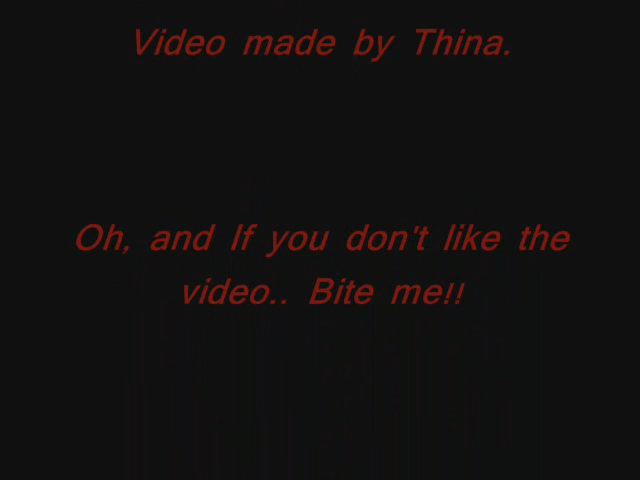 Video made by Thina.
Oh, and If you don't like the
video.. Bite me!!